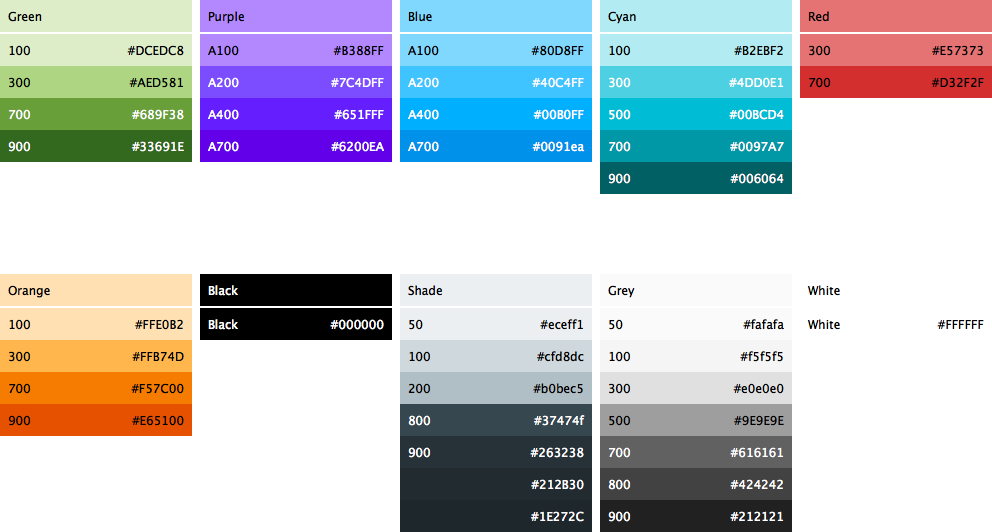 Green
100 #DCEDC8
300 #AED581
700 #689F38
900 #33691E
Purple
A100 #B388FF
A200 #7C4DFF
A400 #651FFF
A700 #6200EA
Blue
A100 #80D8FF
A200 #40C4FF
A400 #00B0FF
A700 #0091ea
Cyan
100 #B2EBF2
300 #4DD0E1
500 #00BCD4
700 #0097A7
900 #006064
Red
300 #E57373
700 #D32F2F
Orange
100 #FFE0B2
300 #FFB74D
700 #F57C00
900 #E65100
Black
Black #000000
Shade
50 #eceff1
100 #cfd8dc
200 #b0bec5
800 #37474f
900 #263238
#212B30
#1E272C
Grey
50 #fafafa
100 #f5f5f5
300 #e0e0e0
500 #9E9E9E
700 #616161
800 #424242
900 #212121
White
White #FFFFFF